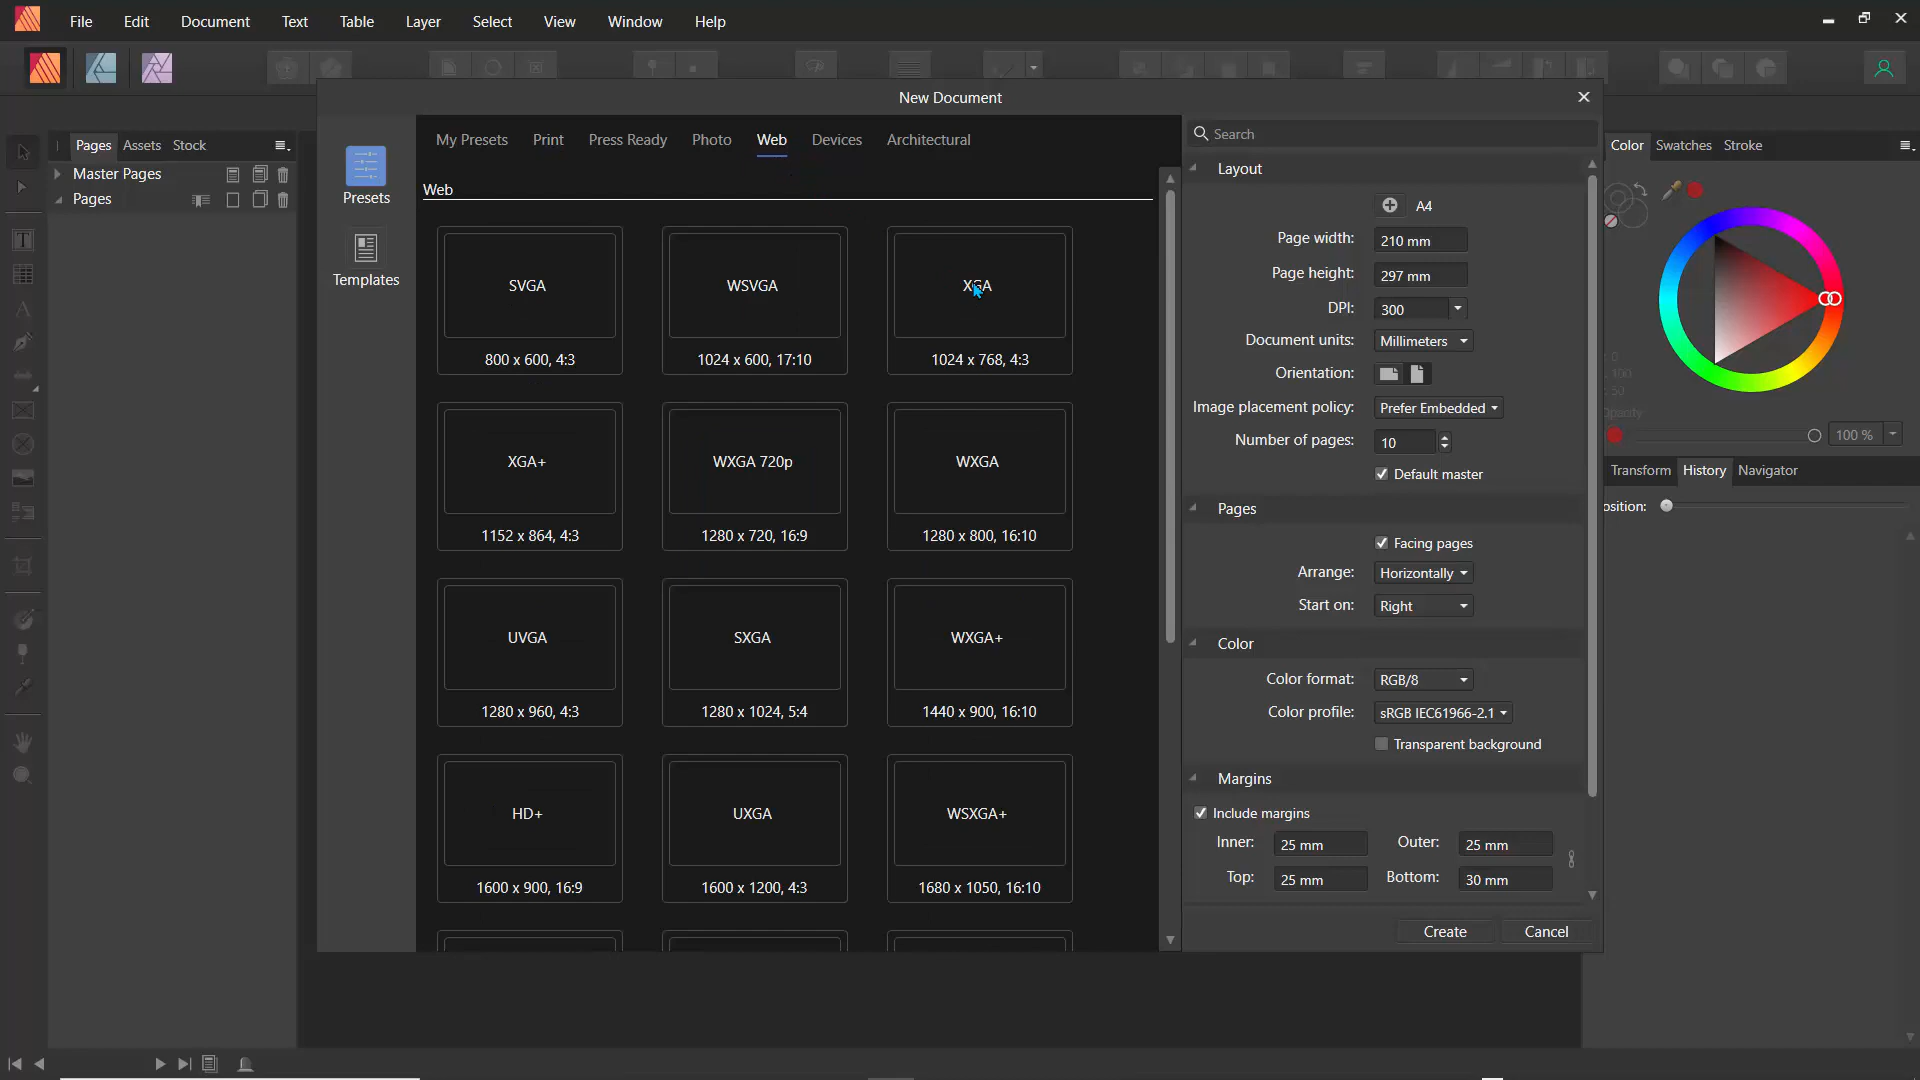 File Edit Document Text Table Layer Select View Window Help
New Document
Pages Assets Stock
Master Pages
Pages
Presets
Templates
My Presets Print Press Ready Photo Web Devices Architectural
Web
SVGA
800 x 600, 4:3
WSVGA
1024 x 600, 17:10
XGA
1024 x 768, 4:3
XGA+
1152 x 864, 4:3
WXGA 720p
1280 x 720, 16:9
WXGA
1280 x 800, 16:10
UVGA
1280 x 960, 4:3
SXGA
1280 x 1024, 5:4
WXGA+
1440 x 900, 16:10
HD+
1600 x 900, 16:9
UXGA
1600 x 1200, 4:3
WSXGA+
1680 x 1050, 16:10
Search
Layout
A4
Page width: 210 mm
Page height: 297 mm
DPI: 300
Document units: Millimeters
Orientation:
Image placement policy: Prefer Embedded
Number of pages: 10
Default master
Pages
Facing pages
Arrange: Horizontally
Start on: Right
Color
Color format: RGB/8
Color profile: sRGB IEC61966-2.1
Transparent background
Margins
Include margins
Inner: 25 mm Outer: 25 mm
Top: 25 mm Bottom: 30 mm
Create Cancel
Color Swatches Stroke
: 0
: 100
: 50
Opacity
100 %
Transform History Navigator
osition: